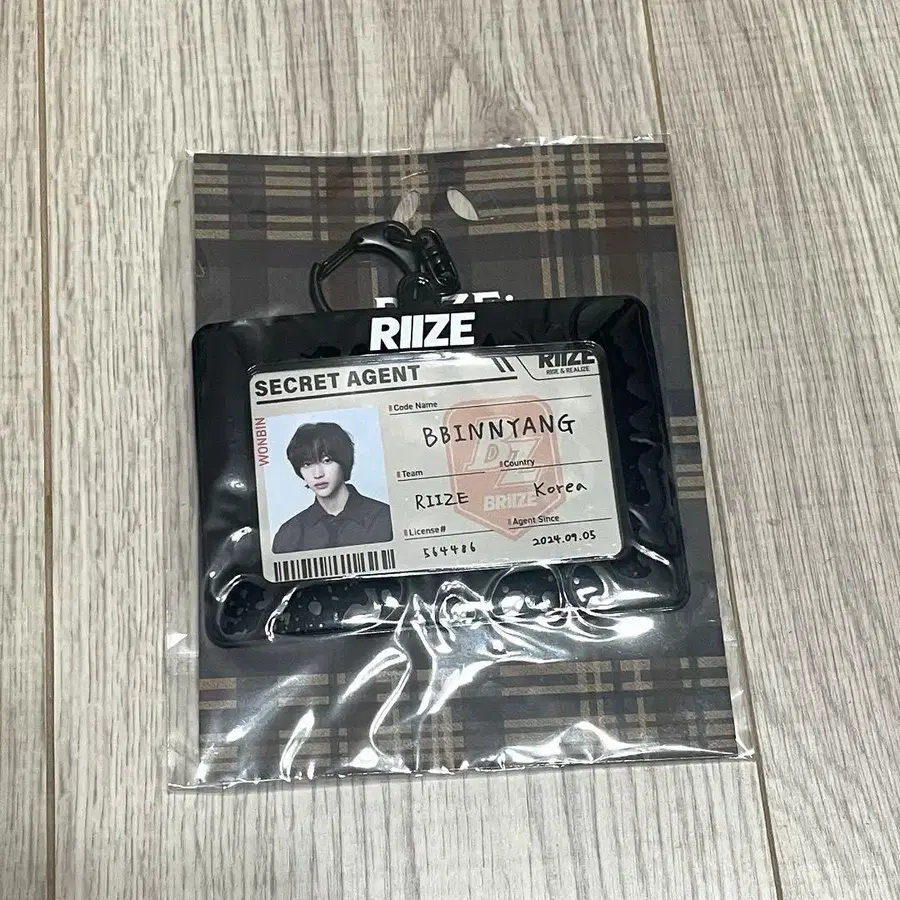 RIIZE
SECRET AGENT
RIIZE
RISE & REALIZE
WONBIN
Code Name
BBINNYANG
Team
Country
RIIZE
Korea
BRIIZE
License#
Agent Since
564486
2024.09.05